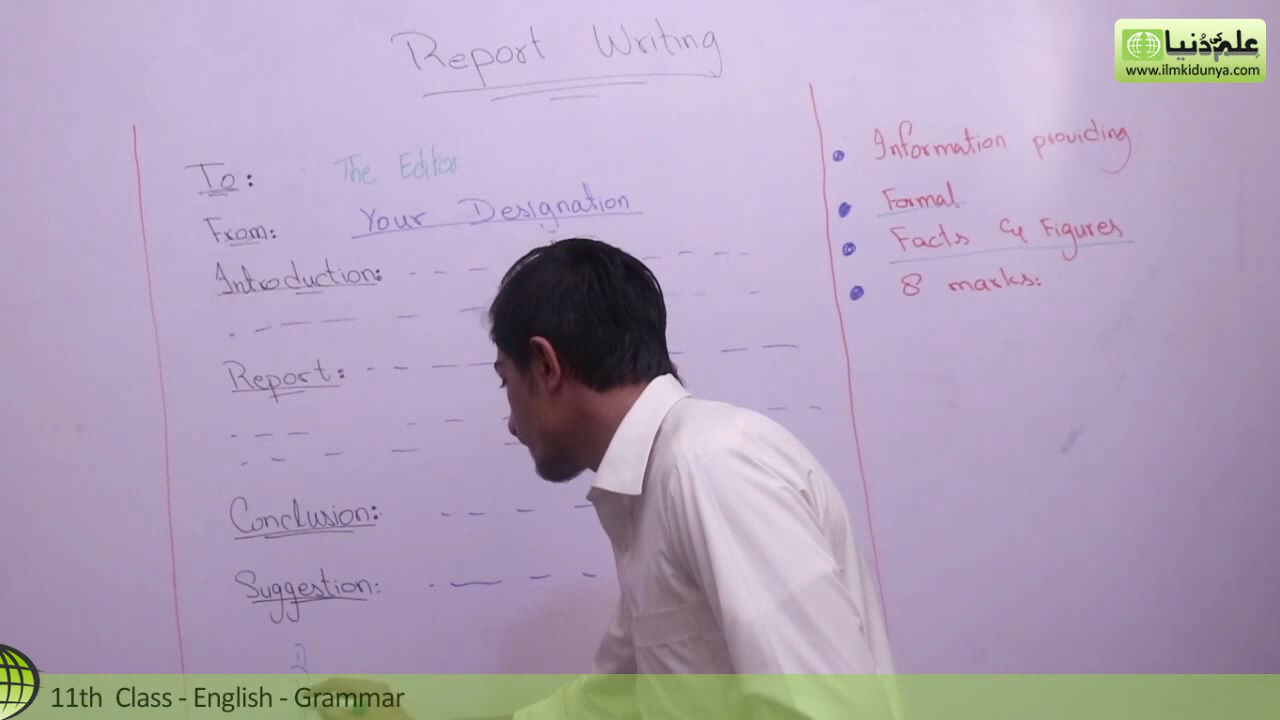 Report Writing
علم کی دُنیا
www.ilmkidunya.com
To: The Editor
From: Your Designation
Introduction:
Report:
Conclusion:
Suggestion:
Information providing
Formal
Facts & Figures
8 marks.
11th Class - English - Grammar